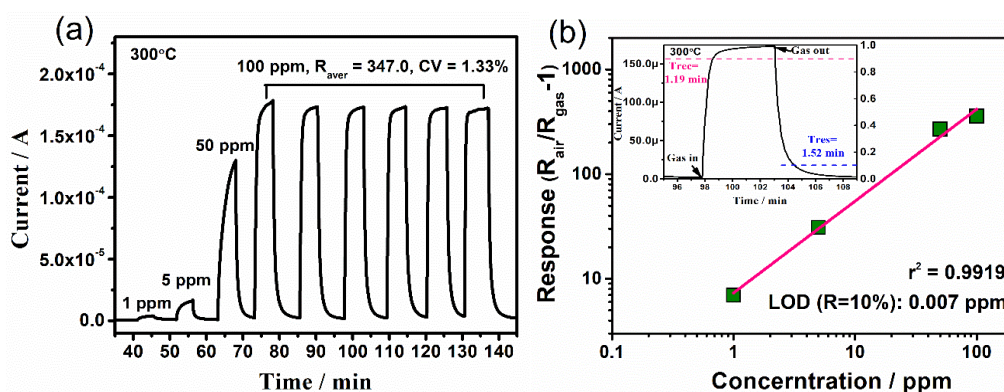 (a)
300°C
100 ppm, Raver = 347.0, CV = 1.33%
50 ppm
5 ppm
1 ppm
Current / A
2.0x10-4
1.5x10-4
1.0x10-4
5.0x10-5
0.0
40 50 60 70 80 90 100 110 120 130 140
Time / min
(b)
Response (Rair/Rgas-1)
1000
100
10
0.1 1 10 100
Concerntration / ppm
r2 = 0.9919
LOD (R=10%): 0.007 ppm
300°C
Gas out
Trec=
1.19 min
Tres=
1.52 min
Gas in
Current / A
150.0μ
100.0μ
50.0μ
0.0
1.0
0.8
0.6
0.4
0.2
0.0
96 98 100 102 104 106 108
Time / min